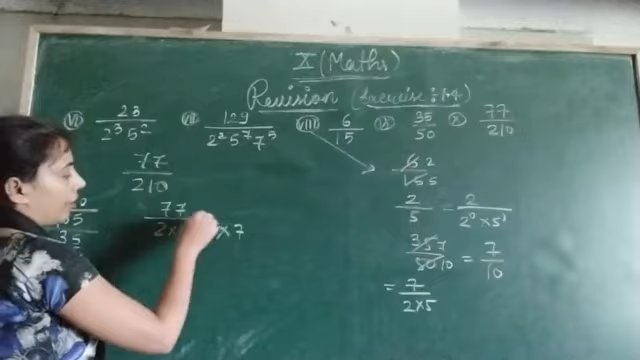 X (Maths)
Revision (Exercise : 1.4)
(vi) 23/2³5² (vii) 129/2²5⁷7⁵ (viii) 6/15 (ix) 35/50 (x) 77/210
77/210
77/2× ×7
5
35
6 2/15 5
2/5 - 2/2⁰×5¹
35 7/50 10 = 7/10
= 7/2×5